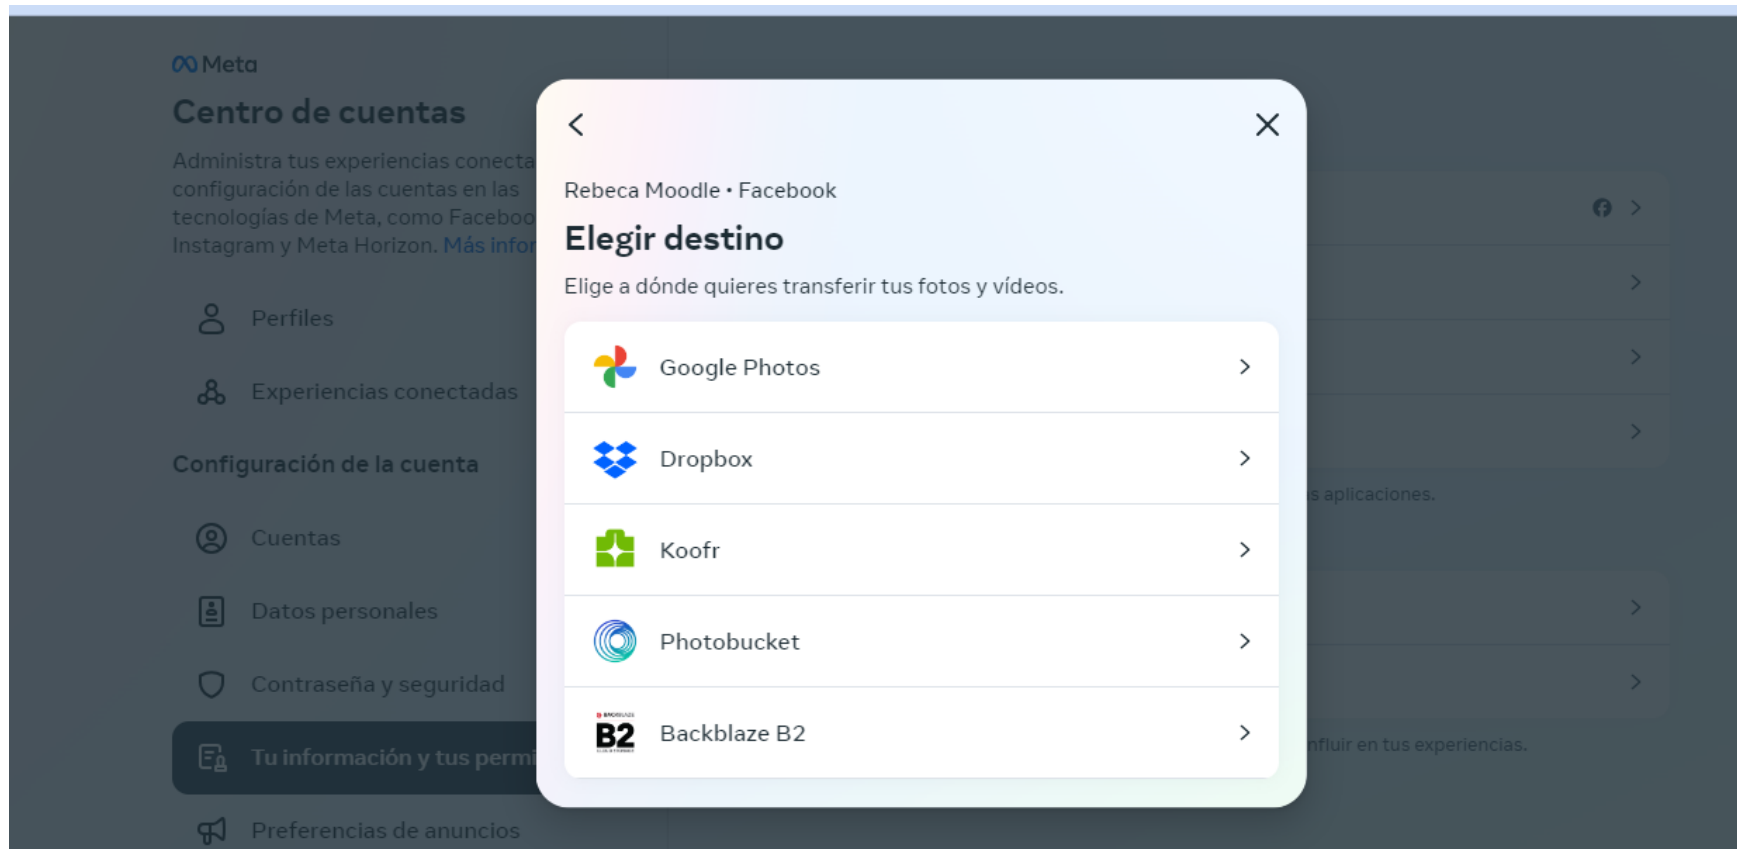 Meta
Centro de cuentas
Administra tus experiencias conecta
configuración de las cuentas en las
tecnologías de Meta, como Faceboo
Instagram y Meta Horizon. Más infor
Perfiles
Experiencias conectadas
Configuración de la cuenta
Cuentas
Datos personales
Contraseña y seguridad
Tu información y tus permi
Preferencias de anuncios
Rebeca Moodle • Facebook
Elegir destino
Elige a dónde quieres transferir tus fotos y vídeos.
Google Photos
Dropbox
Koofr
Photobucket
B2
Backblaze B2
s aplicaciones.
nfluir en tus experiencias.